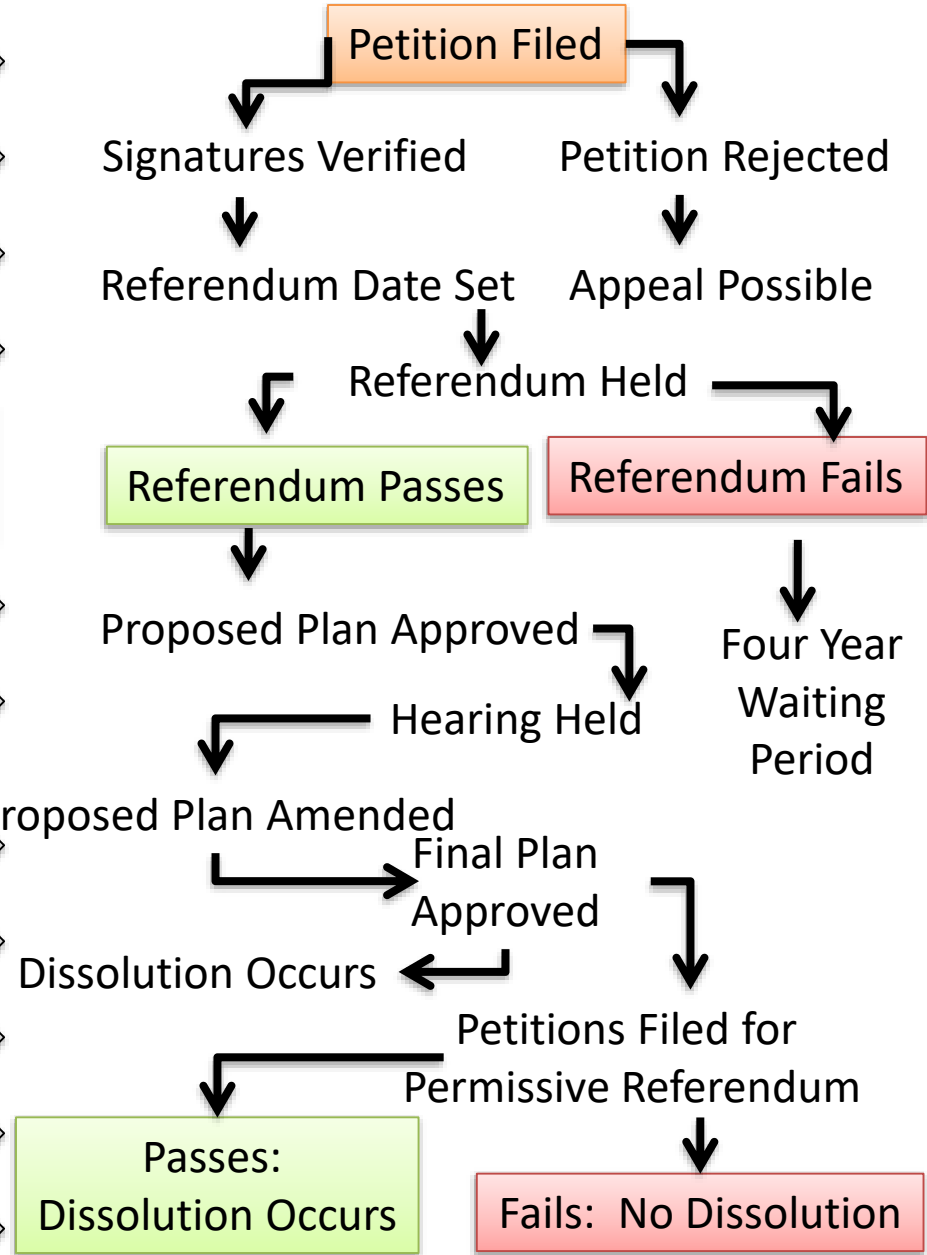 Petition Filed
Signatures Verified
Petition Rejected
Referendum Date Set
Appeal Possible
Referendum Held
Referendum Passes
Referendum Fails
Proposed Plan Approved
Four Year
Waiting
Period
Hearing Held
roposed Plan Amended
Final Plan
Approved
Dissolution Occurs
Petitions Filed for
Permissive Referendum
Passes:
Dissolution Occurs
Fails: No Dissolution